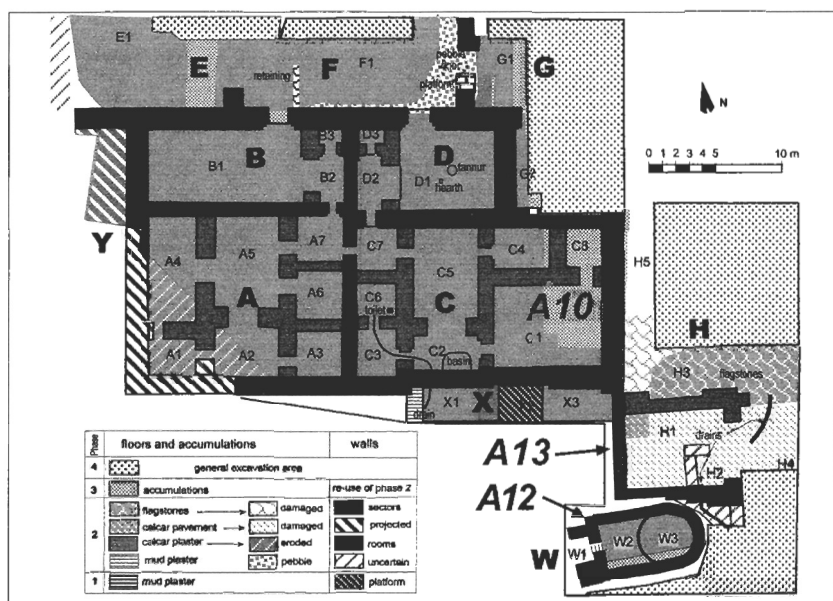 E1
E
F
F1
G1
G
retaining
pebble
platform
N
0 1 2 3 4 5 10 m
B3
D3
B
D
B1
B2
D2
D1
tannur
hearth
G2
Y
A4
A5
A7
C7
C4
C8
H5
A
A6
C6
toilet
C5
C
A10
H
A1
A2
A3
C3
C2
basin
C1
H3
flagstones
drain
X1
X
X3
H1
drains
H2
H4
A13
A12
W1
W2
W3
W
Phase
floors and accumulations
walls
4
general excavation area
3
accumulations
re-use of phase 2
2
flagstones
damaged
sectors
calcar pavement
damaged
projected
calcar plaster
eroded
rooms
mud plaster
pebble
uncertain
1
mud plaster
platform